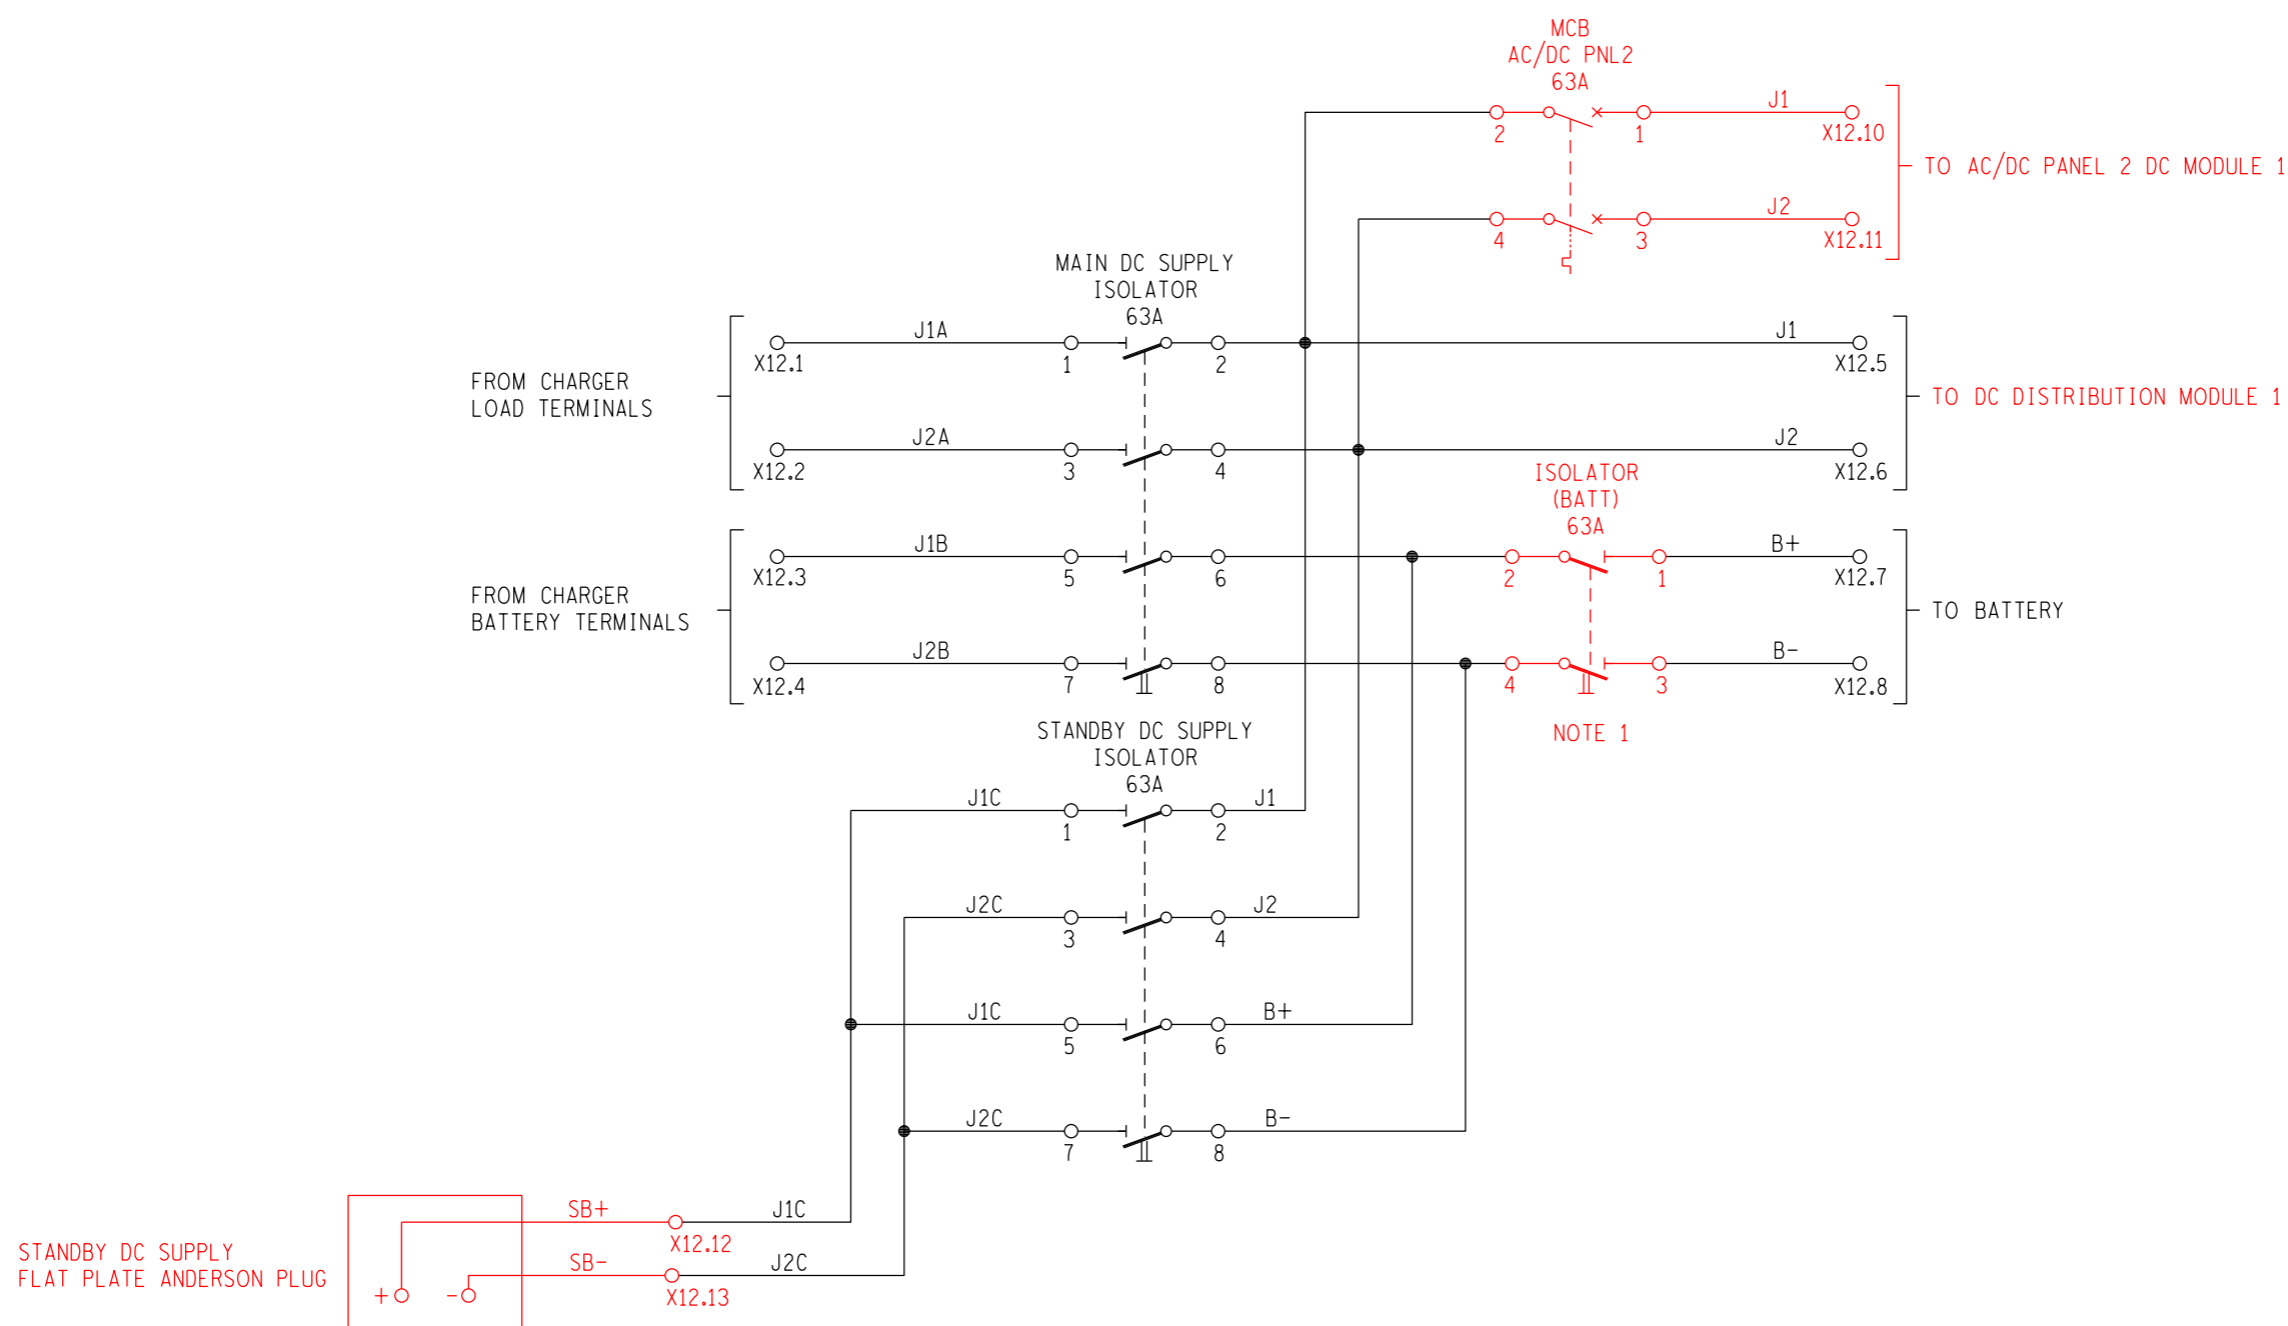 MCB
AC/DC PNL2
63A
J1
2
1
X12.10
TO AC/DC PANEL 2 DC MODULE 1
J2
4
3
X12.11
MAIN DC SUPPLY
ISOLATOR
63A
J1A
J1
X12.1
1
2
X12.5
FROM CHARGER
LOAD TERMINALS
TO DC DISTRIBUTION MODULE 1
J2A
J2
X12.2
3
4
X12.6
ISOLATOR
(BATT)
63A
J1B
B+
X12.3
5
6
2
1
X12.7
FROM CHARGER
BATTERY TERMINALS
TO BATTERY
J2B
B-
X12.4
7
8
4
3
X12.8
NOTE 1
STANDBY DC SUPPLY
ISOLATOR
63A
J1C
J1
1
2
J2C
J2
3
4
J1C
B+
5
6
J2C
B-
7
8
SB+
J1C
X12.12
STANDBY DC SUPPLY
FLAT PLATE ANDERSON PLUG
SB-
J2C
X12.13
+
-